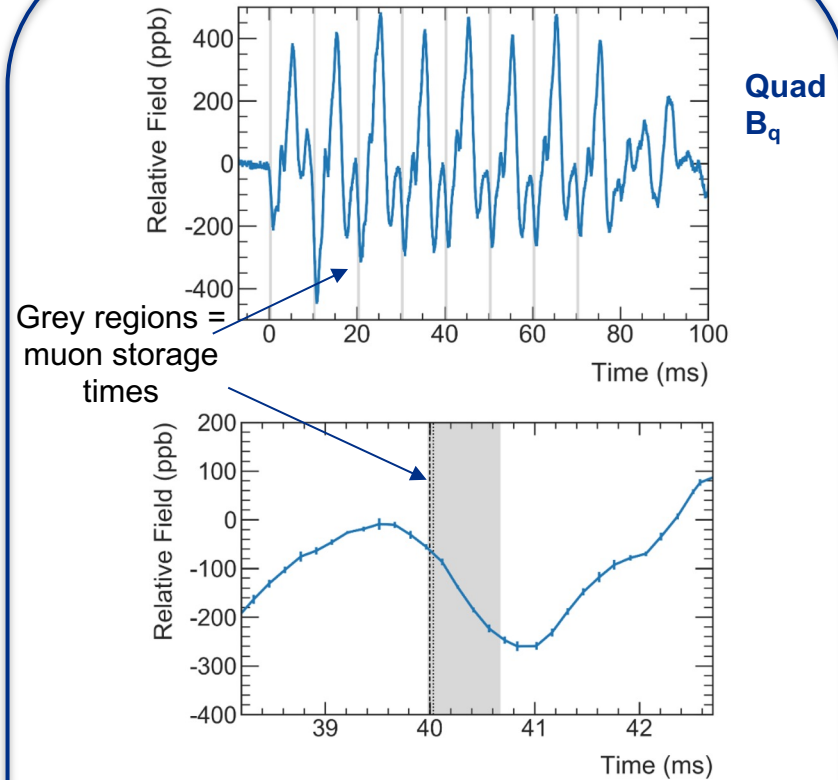 400
200
0
-200
-400
Relative Field (ppb)
0 20 40 60 80 100
Time (ms)
Quad
Bq
Grey regions =
muon storage
times
200
100
0
-100
-200
-300
-400
Relative Field (ppb)
39 40 41 42
Time (ms)